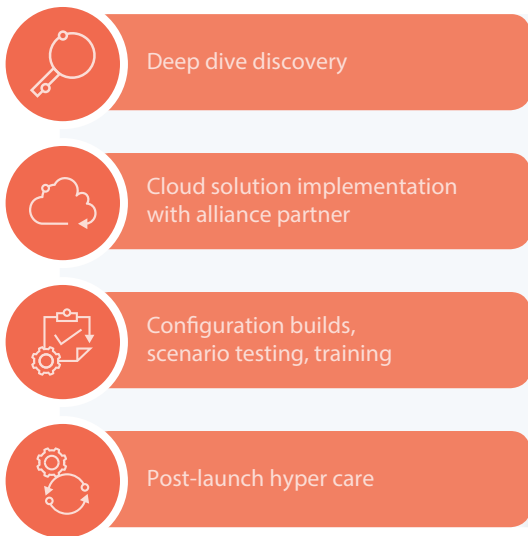 Deep dive discovery
Cloud solution implementation
with alliance partner
Configuration builds,
scenario testing, training
Post-launch hyper care